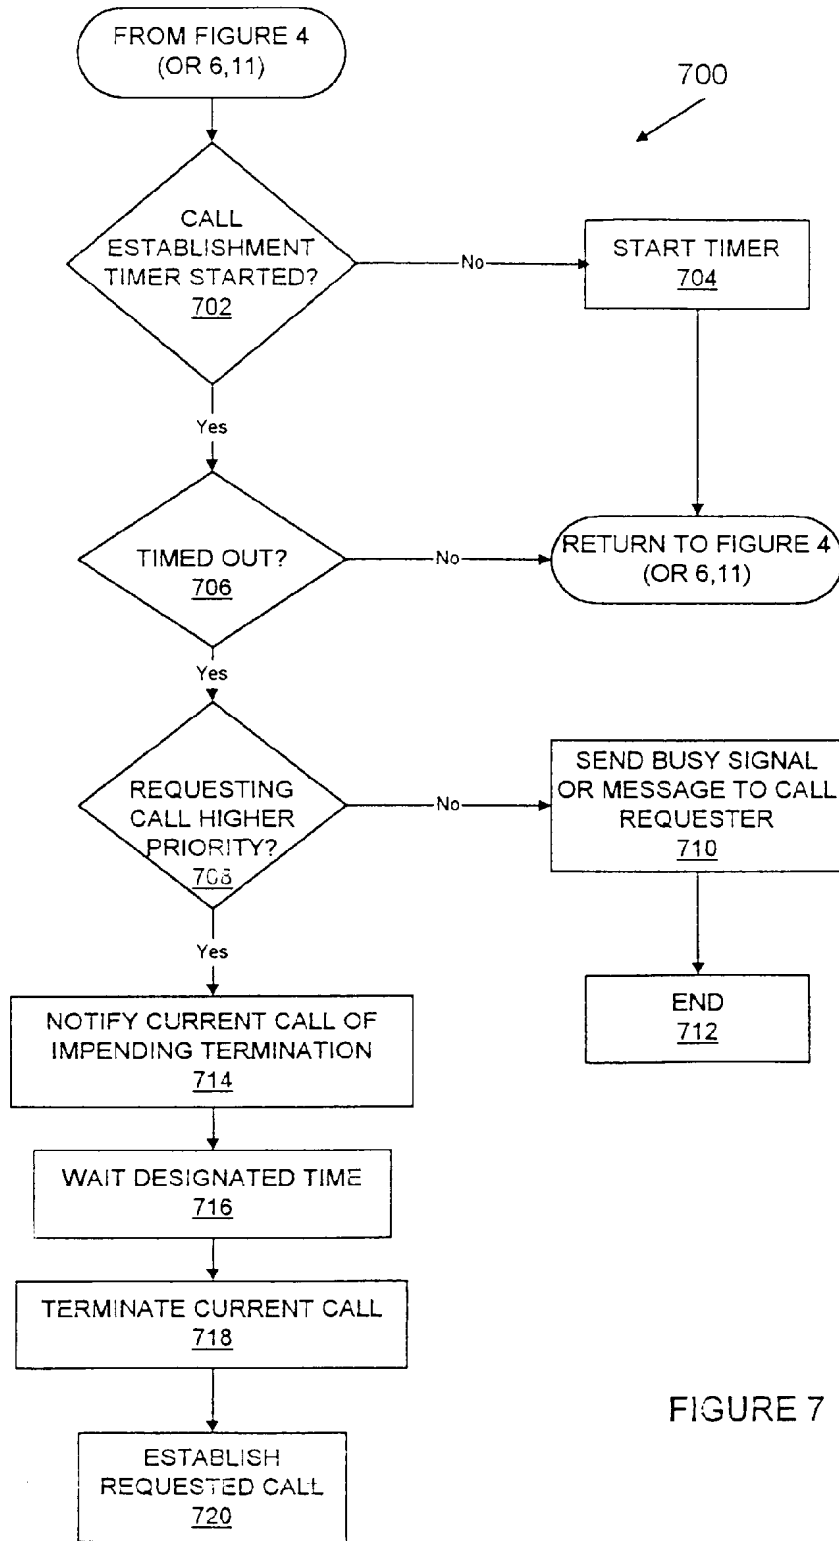 FROM FIGURE 4
(OR 6,11)
700
CALL
ESTABLISHMENT
TIMER STARTED?
702
No
START TIMER
704
Yes
TIMED OUT?
706
No
RETURN TO FIGURE 4
(OR 6,11)
Yes
REQUESTING
CALL HIGHER
PRIORITY?
708
No
SEND BUSY SIGNAL
OR MESSAGE TO CALL
REQUESTER
710
Yes
END
712
NOTIFY CURRENT CALL OF
IMPENDING TERMINATION
714
WAIT DESIGNATED TIME
716
TERMINATE CURRENT CALL
718
ESTABLISH
REQUESTED CALL
720
FIGURE 7